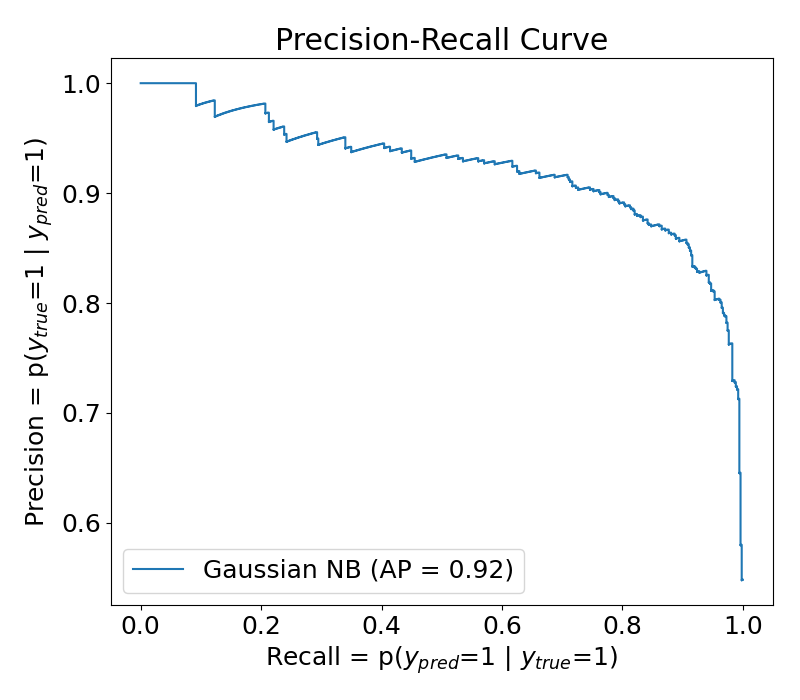 Precision-Recall Curve
Precision = p(y_true=1 | y_pred=1)
1.0
0.9
0.8
0.7
0.6
Gaussian NB (AP = 0.92)
0.0 0.2 0.4 0.6 0.8 1.0
Recall = p(y_pred=1 | y_true=1)